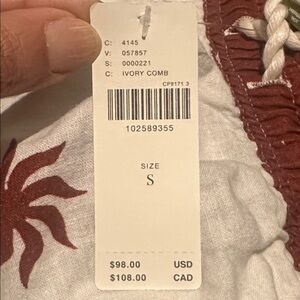 C: 4145
V: 057857
S: 0000221
C: IVORY COMB
CP9171 3
102589355
SIZE
S
$98.00 USD
$108.00 CAD